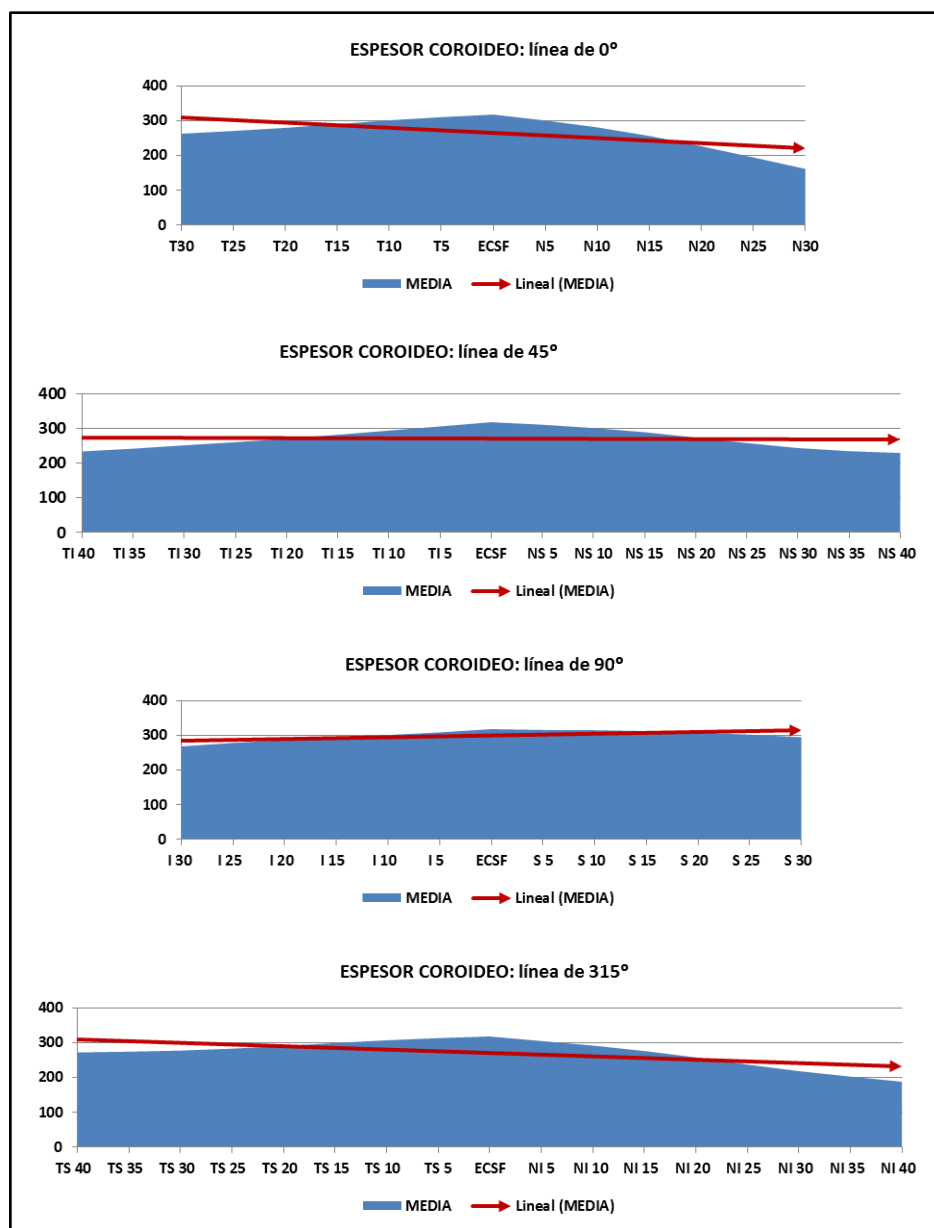 ESPESOR COROIDEO: línea de 0º
400
300
200
100
0
T30 T25 T20 T15 T10 T5 ECSF N5 N10 N15 N20 N25 N30
MEDIA Lineal (MEDIA)
ESPESOR COROIDEO: línea de 45º
400
300
200
100
0
TI 40 TI 35 TI 30 TI 25 TI 20 TI 15 TI 10 TI 5 ECSF NS 5 NS 10 NS 15 NS 20 NS 25 NS 30 NS 35 NS 40
MEDIA Lineal (MEDIA)
ESPESOR COROIDEO: línea de 90º
400
300
200
100
0
I 30 I 25 I 20 I 15 I 10 I 5 ECSF S 5 S 10 S 15 S 20 S 25 S 30
MEDIA Lineal (MEDIA)
ESPESOR COROIDEO: línea de 315º
400
300
200
100
0
TS 40 TS 35 TS 30 TS 25 TS 20 TS 15 TS 10 TS 5 ECSF NI 5 NI 10 NI 15 NI 20 NI 25 NI 30 NI 35 NI 40
MEDIA Lineal (MEDIA)